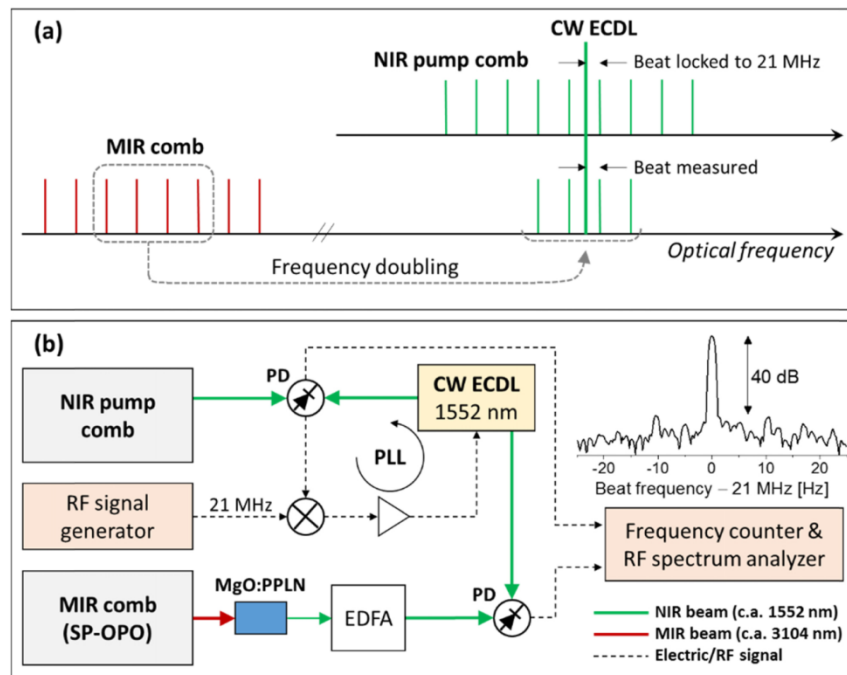 (a)
CW ECDL
NIR pump comb
Beat locked to 21 MHz
MIR comb
Beat measured
Optical frequency
Frequency doubling
(b)
NIR pump
comb
PD
CW ECDL
1552 nm
40 dB
PLL
-20
-10
0
10
20
Beat frequency – 21 MHz [Hz]
RF signal
generator
21 MHz
Frequency counter &
RF spectrum analyzer
MIR comb
(SP-OPO)
MgO:PPLN
EDFA
PD
NIR beam (c.a. 1552 nm)
MIR beam (c.a. 3104 nm)
Electric/RF signal